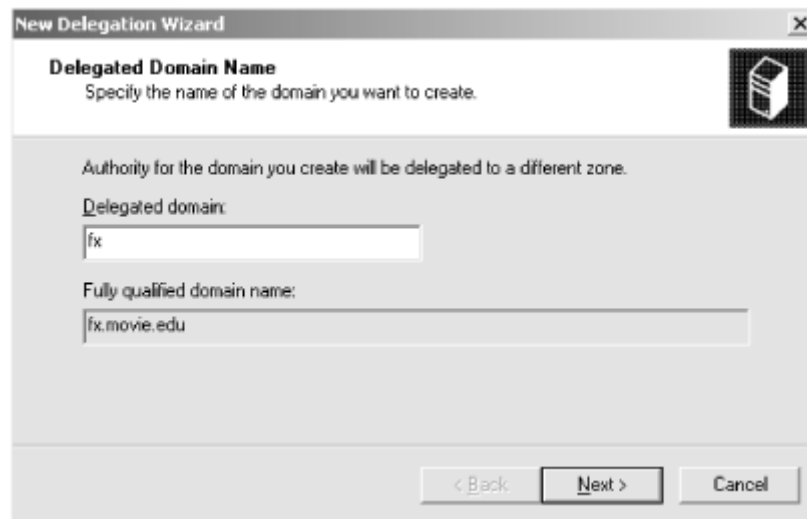 New Delegation Wizard
Delegated Domain Name
Specify the name of the domain you want to create.
Authority for the domain you create will be delegated to a different zone.
Delegated domain:
fx
Fully qualified domain name:
fx.movie.edu
< Back
Next >
Cancel